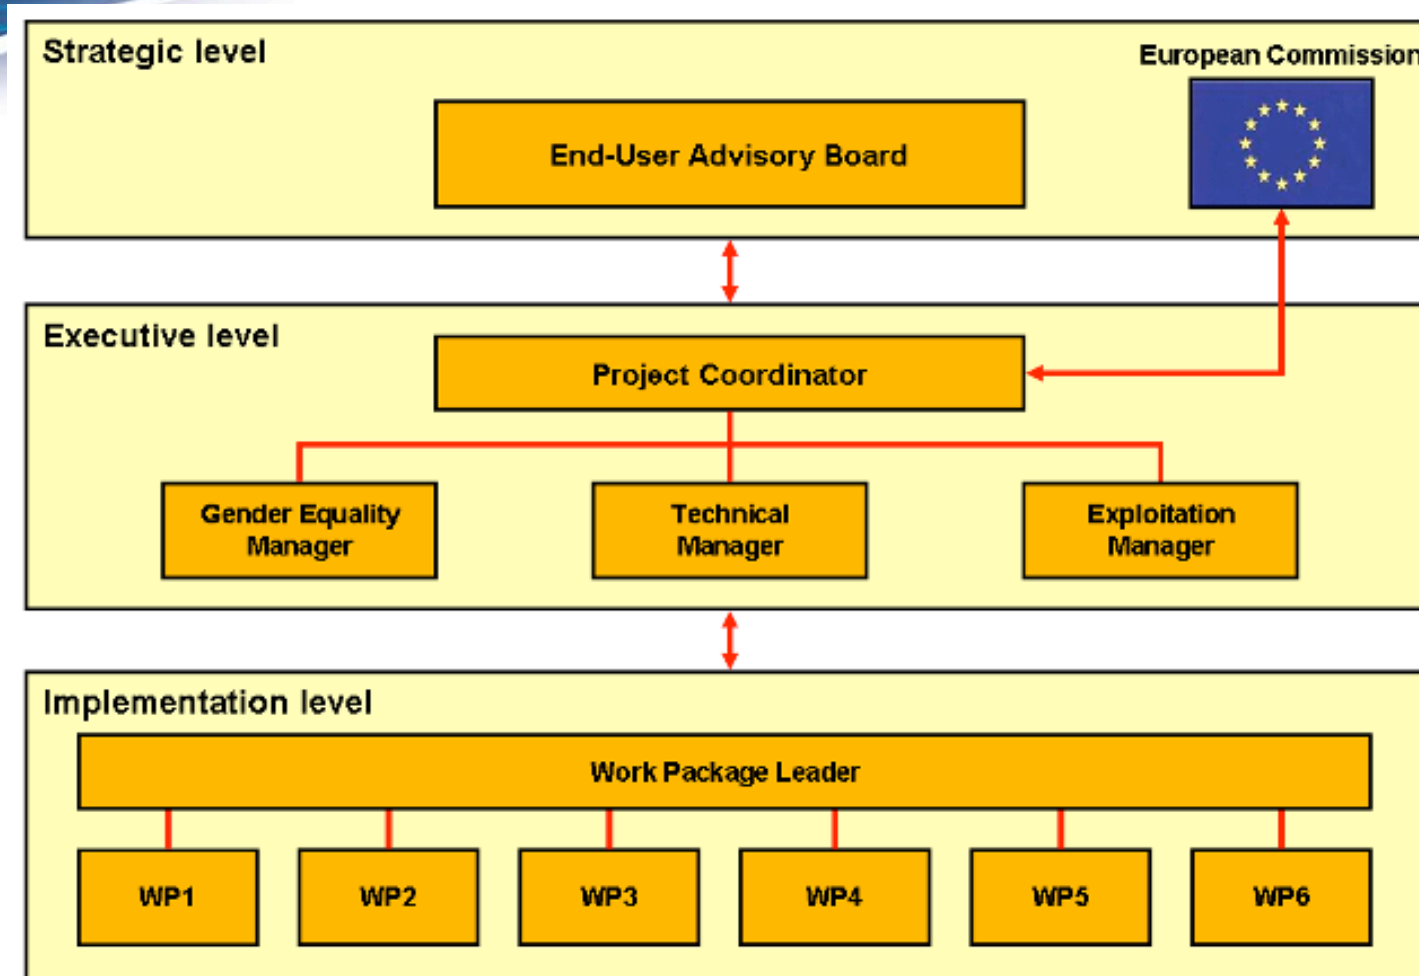 Strategic level
European Commission
End-User Advisory Board
Executive level
Project Coordinator
Gender Equality
Manager
Technical
Manager
Exploitation
Manager
Implementation level
Work Package Leader
WP1
WP2
WP3
WP4
WP5
WP6